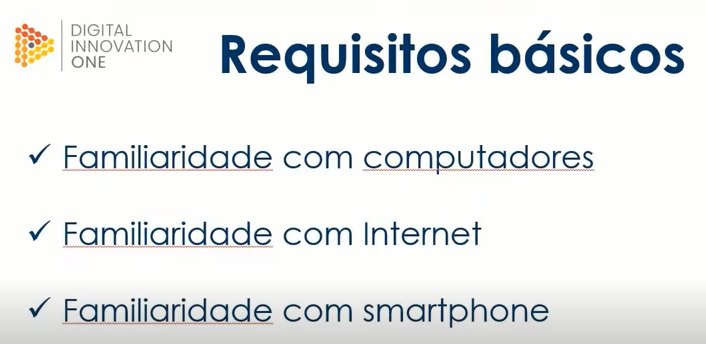 DIGITAL
INNOVATION
ONE
Requisitos básicos
✓ Familiaridade com computadores
✓ Familiaridade com Internet
✓ Familiaridade com smartphone